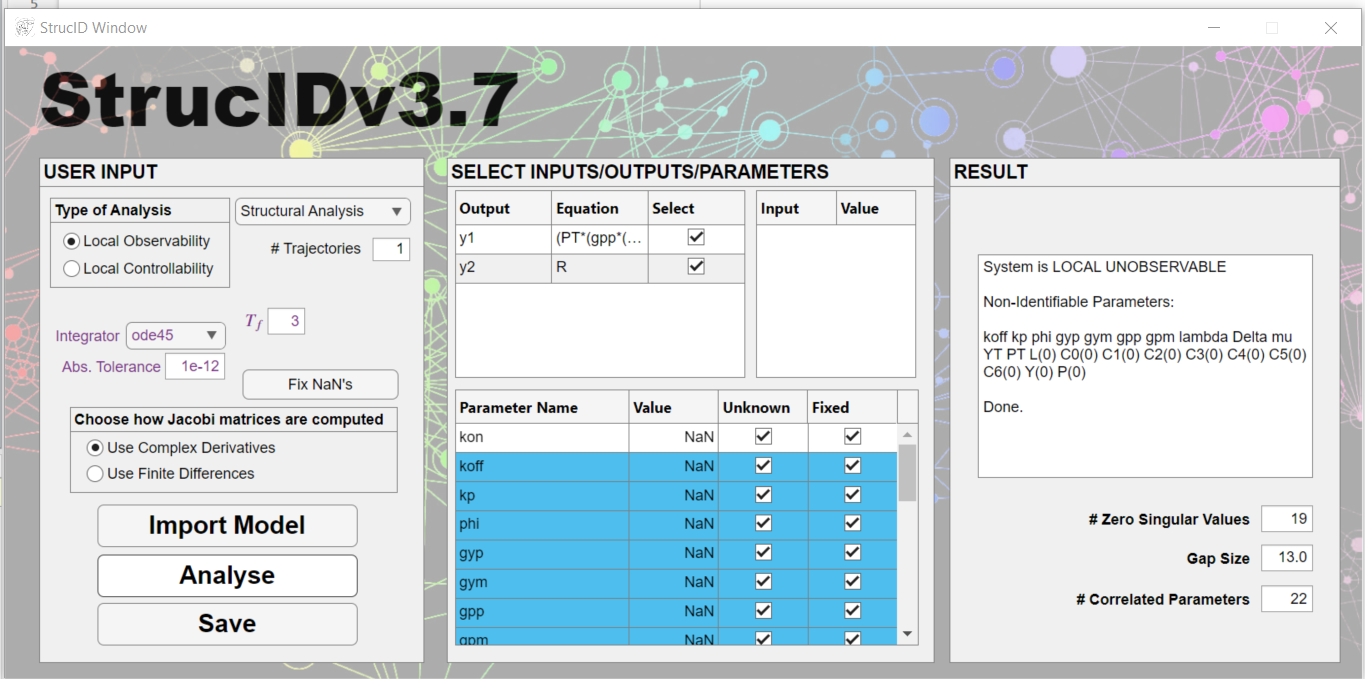 5
StrucID Window
StrucIDv3.7
USER INPUT
Type of Analysis
Local Observability
Local Controllability
Structural Analysis
# Trajectories 1
Integrator ode45
Tf 3
Abs. Tolerance 1e-12
Fix NaN's
Choose how Jacobi matrices are computed
Use Complex Derivatives
Use Finite Differences
Import Model
Analyse
Save
SELECT INPUTS/OUTPUTS/PARAMETERS
Output Equation Select
y1 (PT*(gpp*(...
y2 R
Input Value
Parameter Name Value Unknown Fixed
kon NaN
koff NaN
kp NaN
phi NaN
gyp NaN
gym NaN
gpp NaN
gpm NaN
RESULT
System is LOCAL UNOBSERVABLE
Non-Identifiable Parameters:
koff kp phi gyp gym gpp gpm lambda Delta mu
YT PT L(0) C0(0) C1(0) C2(0) C3(0) C4(0) C5(0)
C6(0) Y(0) P(0)
Done.
# Zero Singular Values 19
Gap Size 13.0
# Correlated Parameters 22